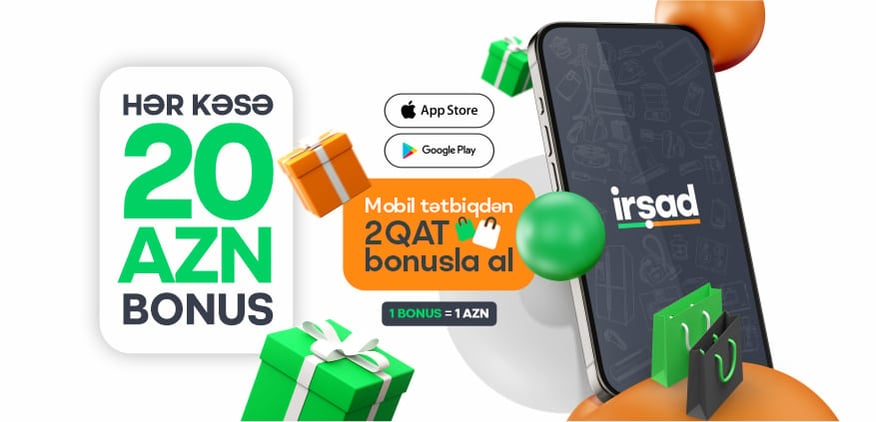 HƏR KƏSƏ
20
AZN
BONUS
App Store
Google Play
Mobil tətbiqdən
2QAT
bonusla al
1 BONUS = 1 AZN
irşad